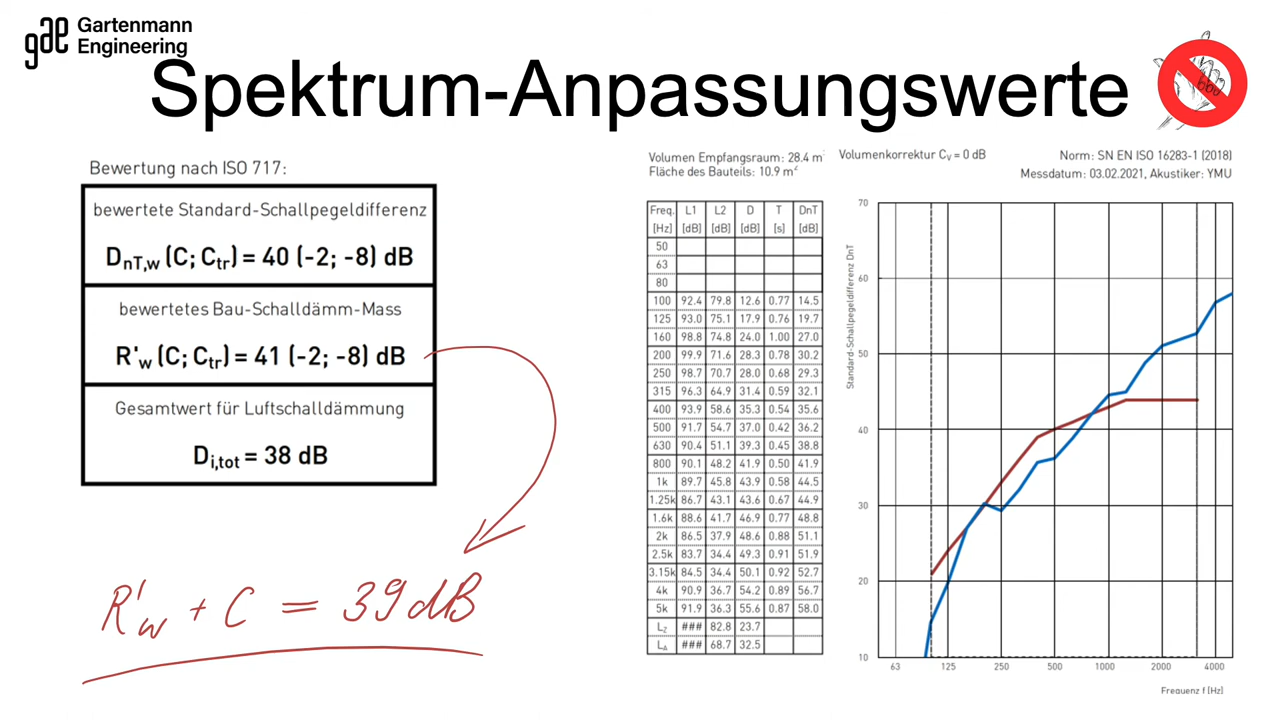 gae Gartenmann
Engineering
Spektrum-Anpassungswerte
Bewertung nach ISO 717:
bewertete Standard-Schallpegeldifferenz
DnT,w (C; Ctr) = 40 (-2; -8) dB
bewertetes Bau-Schalldämm-Mass
R'w (C; Ctr) = 41 (-2; -8) dB
Gesamtwert für Luftschalldämmung
Di,tot = 38 dB
R'w + C = 39 dB
Volumen Empfangsraum: 28.4 m³
Fläche des Bauteils: 10.9 m²
Volumenkorrektur CV = 0 dB
Norm: SN EN ISO 16283-1 (2018)
Messdatum: 03.02.2021, Akustiker: YMU
Freq. L1 L2 D T DnT
[Hz] [dB] [dB] [dB] [s] [dB]
50
63
80
100 92.4 79.8 12.6 0.77 14.5
125 93.0 75.1 17.9 0.76 19.7
160 98.8 74.8 24.0 1.00 27.0
200 99.9 71.6 28.3 0.78 30.2
250 98.7 70.7 28.0 0.68 29.3
315 96.3 64.9 31.4 0.59 32.1
400 93.9 58.6 35.3 0.54 35.6
500 91.7 54.7 37.0 0.42 36.2
630 90.4 51.1 39.3 0.45 38.8
800 90.1 48.2 41.9 0.50 41.9
1k 89.7 45.8 43.9 0.58 44.5
1.25k 86.7 43.1 43.6 0.67 44.9
1.6k 88.6 41.7 46.9 0.77 48.8
2k 86.5 37.9 48.6 0.88 51.1
2.5k 83.7 34.4 49.3 0.91 51.9
3.15k 84.5 34.4 50.1 0.92 52.7
4k 90.9 36.7 54.2 0.89 56.7
5k 91.9 36.3 55.6 0.87 58.0
LZ ### 82.8 23.7
LA ### 68.7 32.5
Standard-Schallpegeldifferenz DnT
70
60
50
40
30
20
10
63 125 250 500 1000 2000 4000
Frequenz f [Hz]